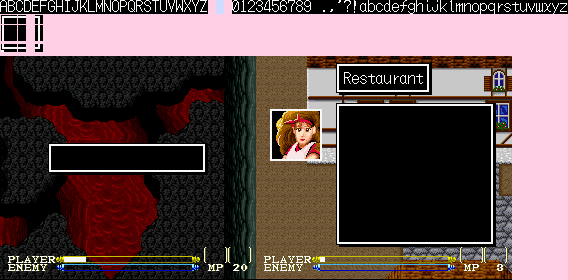 ABCDEFGHIJKLMNOPQRSTUVWXYZ 0123456789 .,'?!abcdefghijklmnopqrstuvwxyz
Restaurant
PLAYER
ENEMY MP 20
PLAYER
ENEMY MP 3